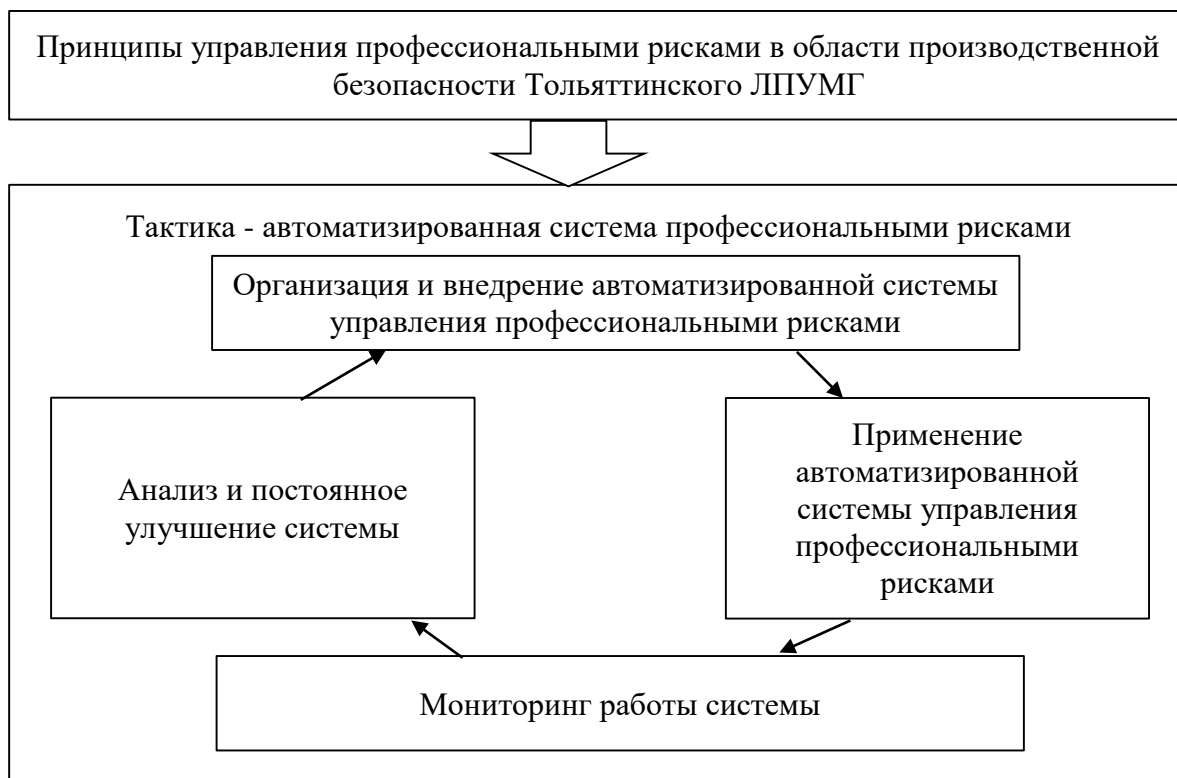 Принципы управления профессиональными рисками в области производственной
безопасности Тольяттинского ЛПУМГ
Тактика - автоматизированная система профессиональными рисками
Организация и внедрение автоматизированной системы
управления профессиональными рисками
Анализ и постоянное
улучшение системы
Применение
автоматизированной
системы управления
профессиональными
рисками
Мониторинг работы системы